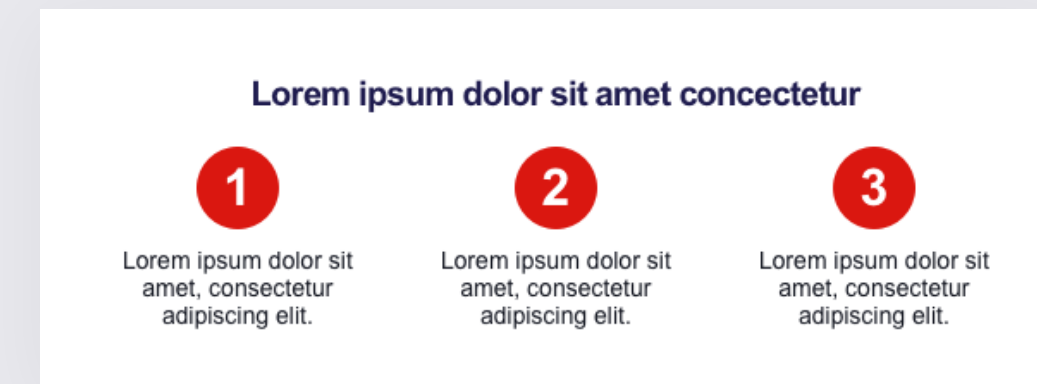 Lorem ipsum dolor sit amet concectetur
1
Lorem ipsum dolor sit
amet, consectetur
adipiscing elit.
2
Lorem ipsum dolor sit
amet, consectetur
adipiscing elit.
3
Lorem ipsum dolor sit
amet, consectetur
adipiscing elit.